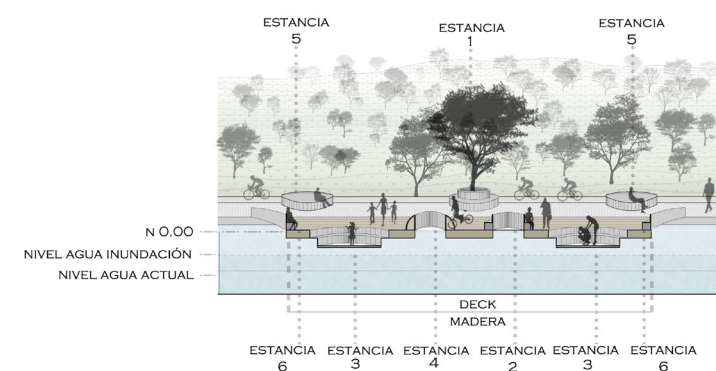 ESTANCIA
5
ESTANCIA
1
ESTANCIA
5
N 0.00
NIVEL AGUA INUNDACIÓN
NIVEL AGUA ACTUAL
DECK
MADERA
ESTANCIA
6
ESTANCIA
3
ESTANCIA
4
ESTANCIA
2
ESTANCIA
3
ESTANCIA
6